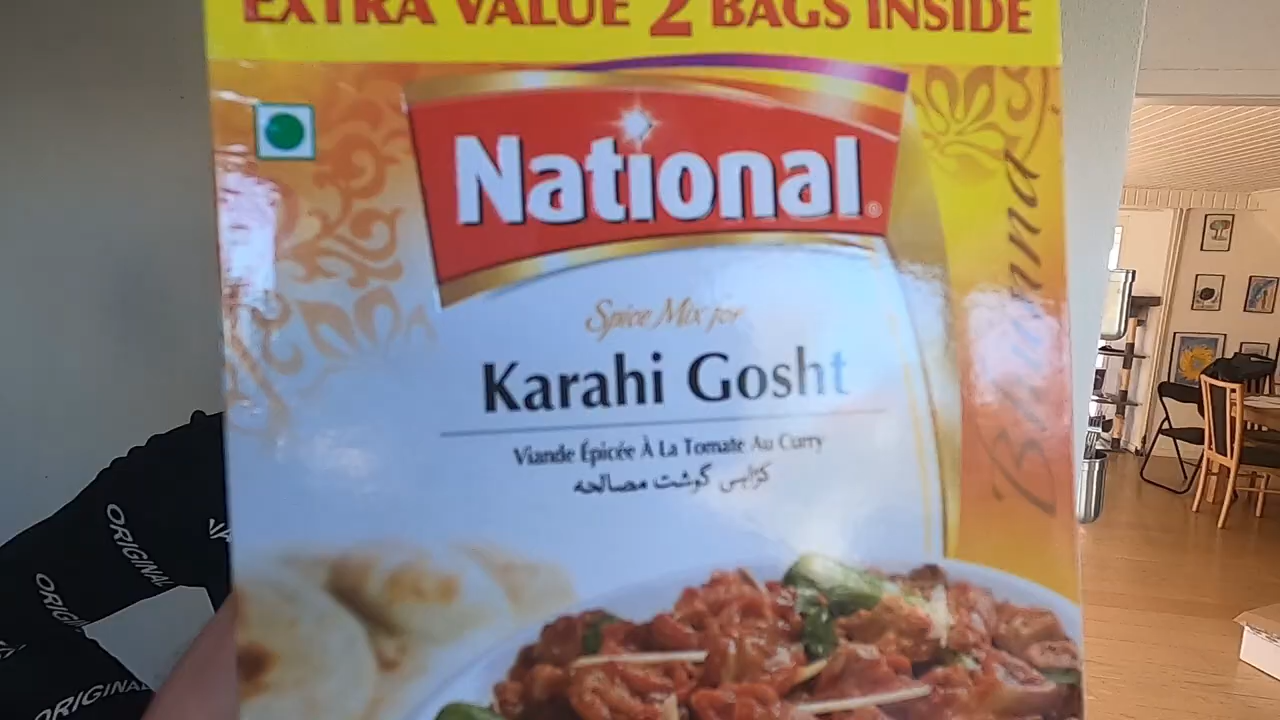 EXTRA VALUE 2 BAGS INSIDE
National®
Spice Mix for
Karahi Gosht
Viande Épicée À La Tomate Au Curry
کڑاہی گوشت مصالحہ
Bhunnd
ORIGINAL
ORIGINAL
ORIGINAL